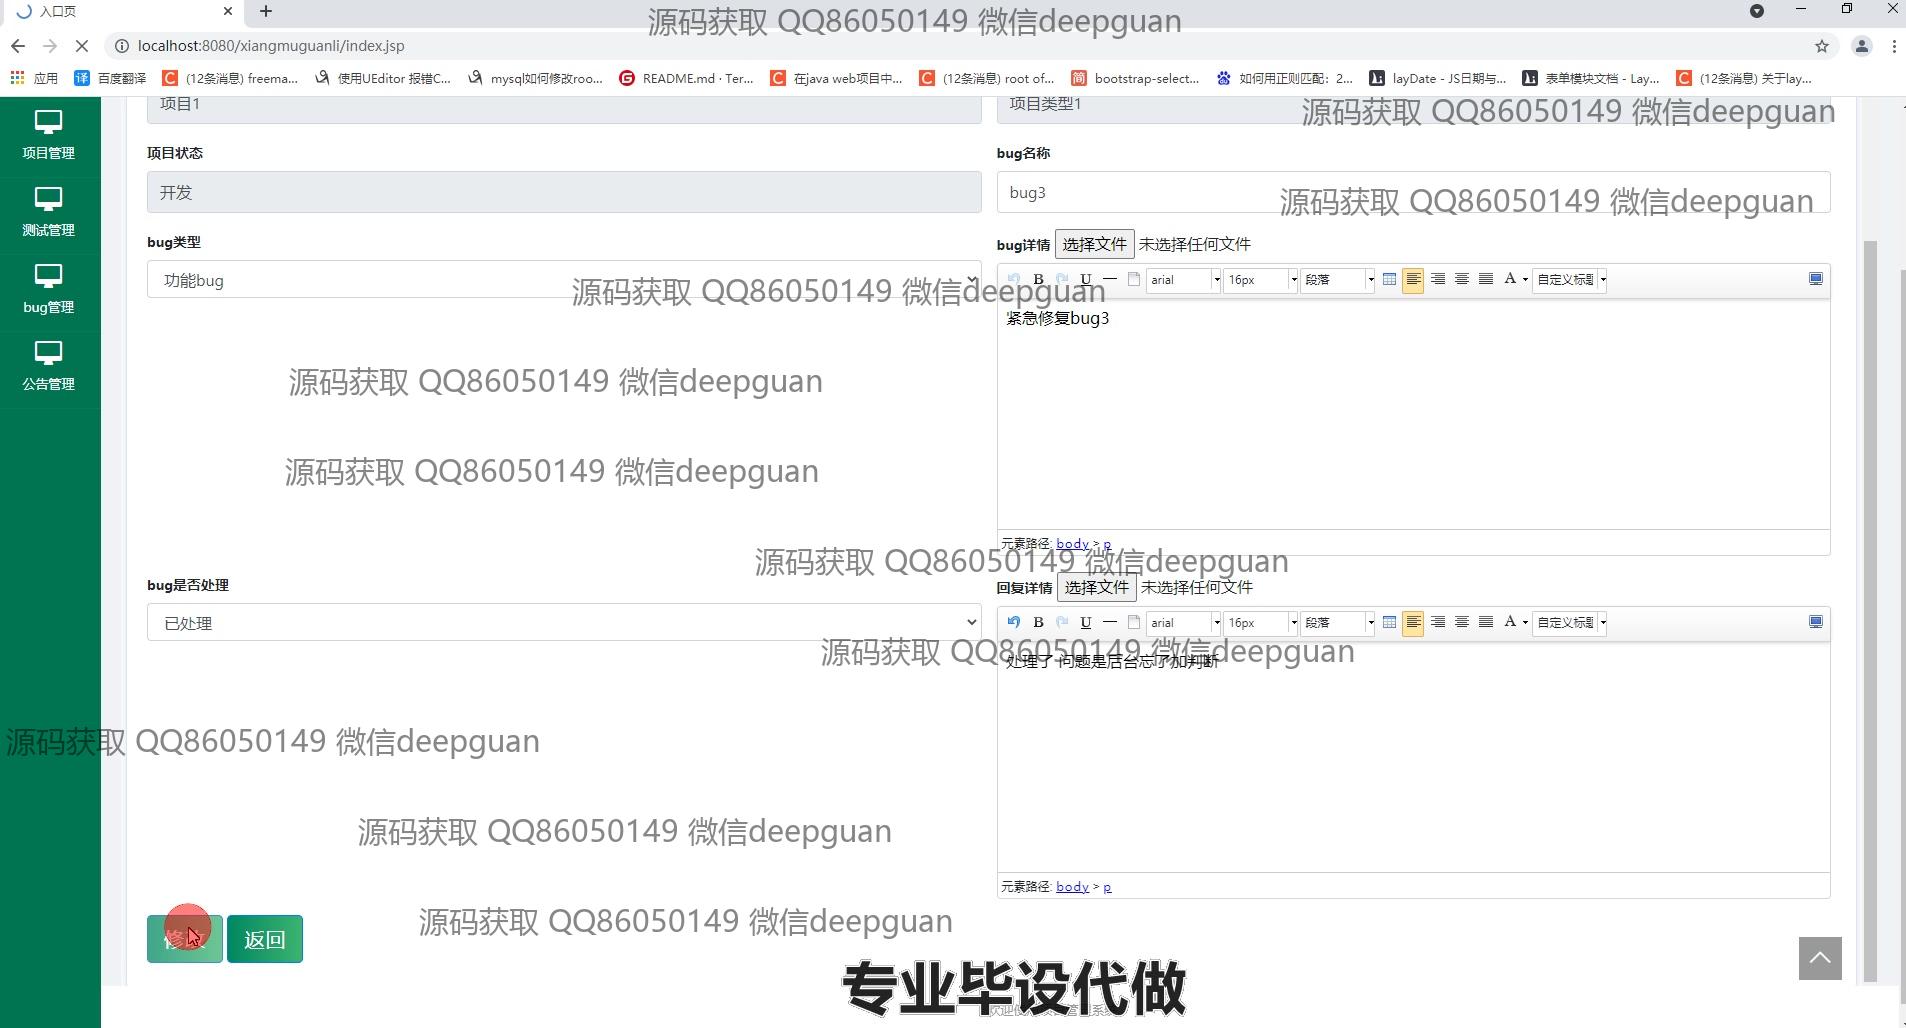 入口页
源码获取 QQ86050149 微信deepguan
localhost:8080/xiangmuguanli/index.jsp
应用 百度翻译 (12条消息) freema... 使用UEditor 报错C... mysql如何修改roo... README.md · Ter... 在java web项目中... (12条消息) root of... bootstrap-select... 如何用正则匹配：2... layDate - JS日期与... 表单模块文档 - Lay... (12条消息) 关于lay...
项目管理
测试管理
bug管理
公告管理
项目1
项目类型1
源码获取 QQ86050149 微信deepguan
项目状态
bug名称
开发
bug3
源码获取 QQ86050149 微信deepguan
bug类型
bug详情 选择文件 未选择任何文件
功能bug
B U arial 16px 段落 A 自定义标题
源码获取 QQ86050149 微信deepguan
紧急修复bug3
源码获取 QQ86050149 微信deepguan
源码获取 QQ86050149 微信deepguan
元素路径: body > p
源码获取 QQ86050149 微信deepguan
bug是否处理
回复详情 选择文件 未选择任何文件
已处理
B U arial 16px 段落 A 自定义标题
源码获取 QQ86050149 微信deepguan
处理了 问题是后台忘了加判断
源码获取 QQ86050149 微信deepguan
源码获取 QQ86050149 微信deepguan
元素路径: body > p
源码获取 QQ86050149 微信deepguan
修改 返回
专业毕设代做